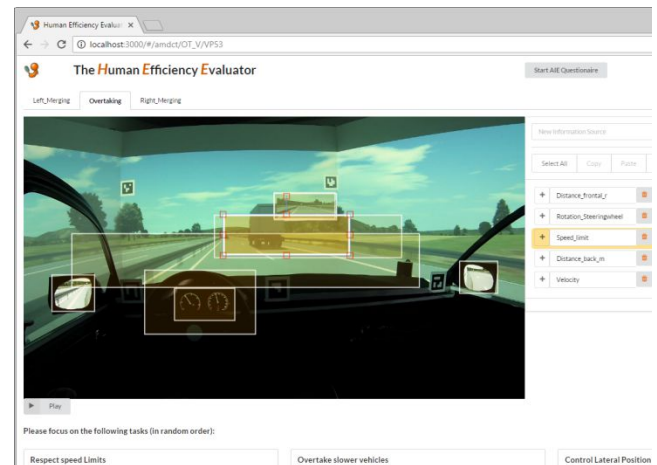 Human Efficiency Evaluat
localhost:3000/#/amdct/OT_V/VPS3
The Human Efficiency Evaluator
Start AIE Questionaire
Left_Merging Overtaking Right_Merging
New Information Source
Select All Copy Paste
Distance_frontal_r
Rotation_Steeringwheel
Speed_limit
Distance_back_m
Velocity
Play
Please focus on the following tasks (in random order):
Respect speed Limits Overtake slower vehicles Control Lateral Position